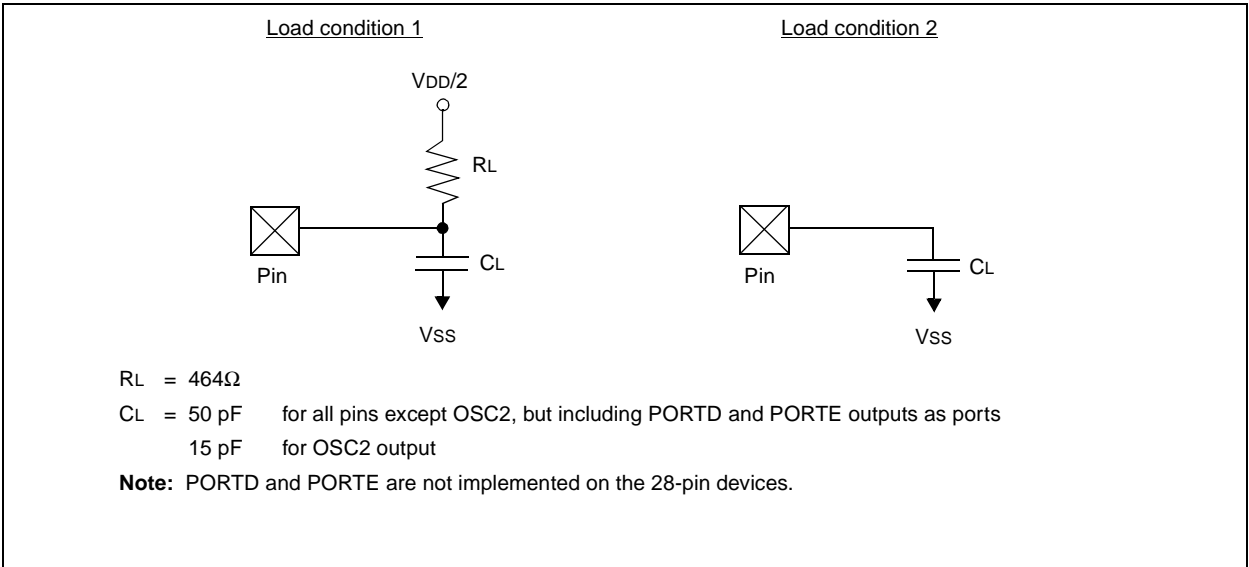 Load condition 1
Load condition 2
VDD/2
RL
Pin
CL
VSS
Pin
CL
VSS
RL = 464Ω
CL = 50 pF for all pins except OSC2, but including PORTD and PORTE outputs as ports
15 pF for OSC2 output
Note: PORTD and PORTE are not implemented on the 28-pin devices.